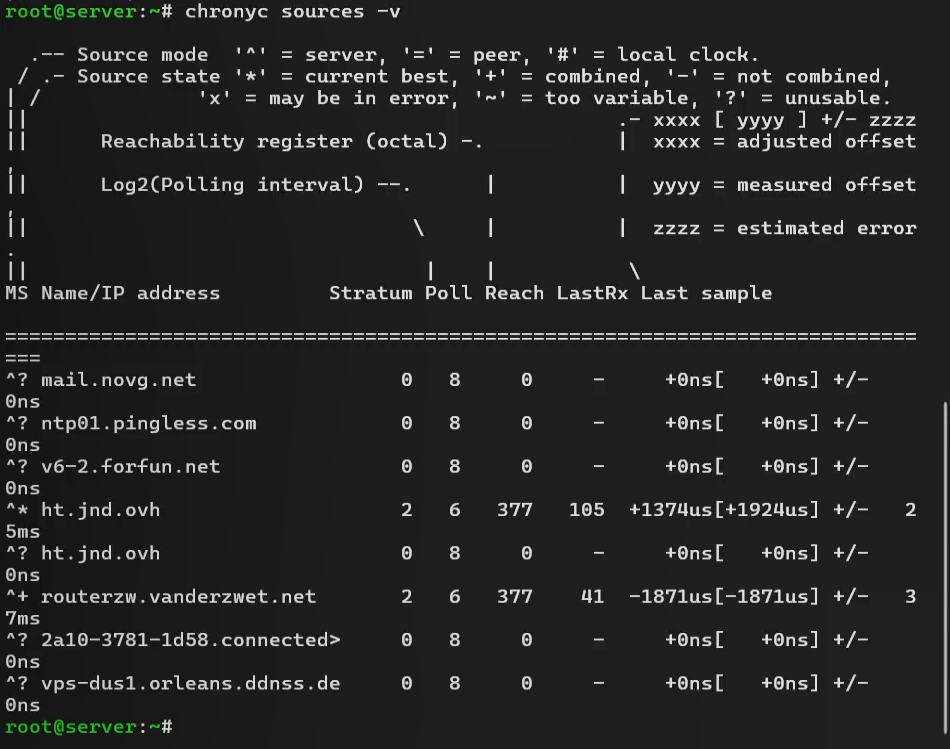 root@server:~# chronyc sources -v

  .-- Source mode  '^' = server, '=' = peer, '#' = local clock.
 / .- Source state '*' = current best, '+' = combined, '-' = not combined,
| /             'x' = may be in error, '~' = too variable, '?' = unusable.
||                                                 .- xxxx [ yyyy ] +/- zzzz
||      Reachability register (octal) -.           |  xxxx = adjusted offset
,
||      Log2(Polling interval) --.      |          |  yyyy = measured offset
,
||                                \     |          |  zzzz = estimated error
.
||                                 |    |           \
MS Name/IP address         Stratum Poll Reach LastRx Last sample

============================================================================
===
^? mail.novg.net                 0   8     0     -     +0ns[   +0ns] +/-
0ns
^? ntp01.pingless.com            0   8     0     -     +0ns[   +0ns] +/-
0ns
^? v6-2.forfun.net               0   8     0     -     +0ns[   +0ns] +/-
0ns
^* ht.jnd.ovh                    2   6   377   105  +1374us[+1924us] +/-   2
5ms
^? ht.jnd.ovh                    0   8     0     -     +0ns[   +0ns] +/-
0ns
^+ routerzw.vanderzwet.net       2   6   377    41  -1871us[-1871us] +/-   3
7ms
^? 2a10-3781-1d58.connected>     0   8     0     -     +0ns[   +0ns] +/-
0ns
^? vps-dus1.orleans.ddnss.de     0   8     0     -     +0ns[   +0ns] +/-
0ns
root@server:~#